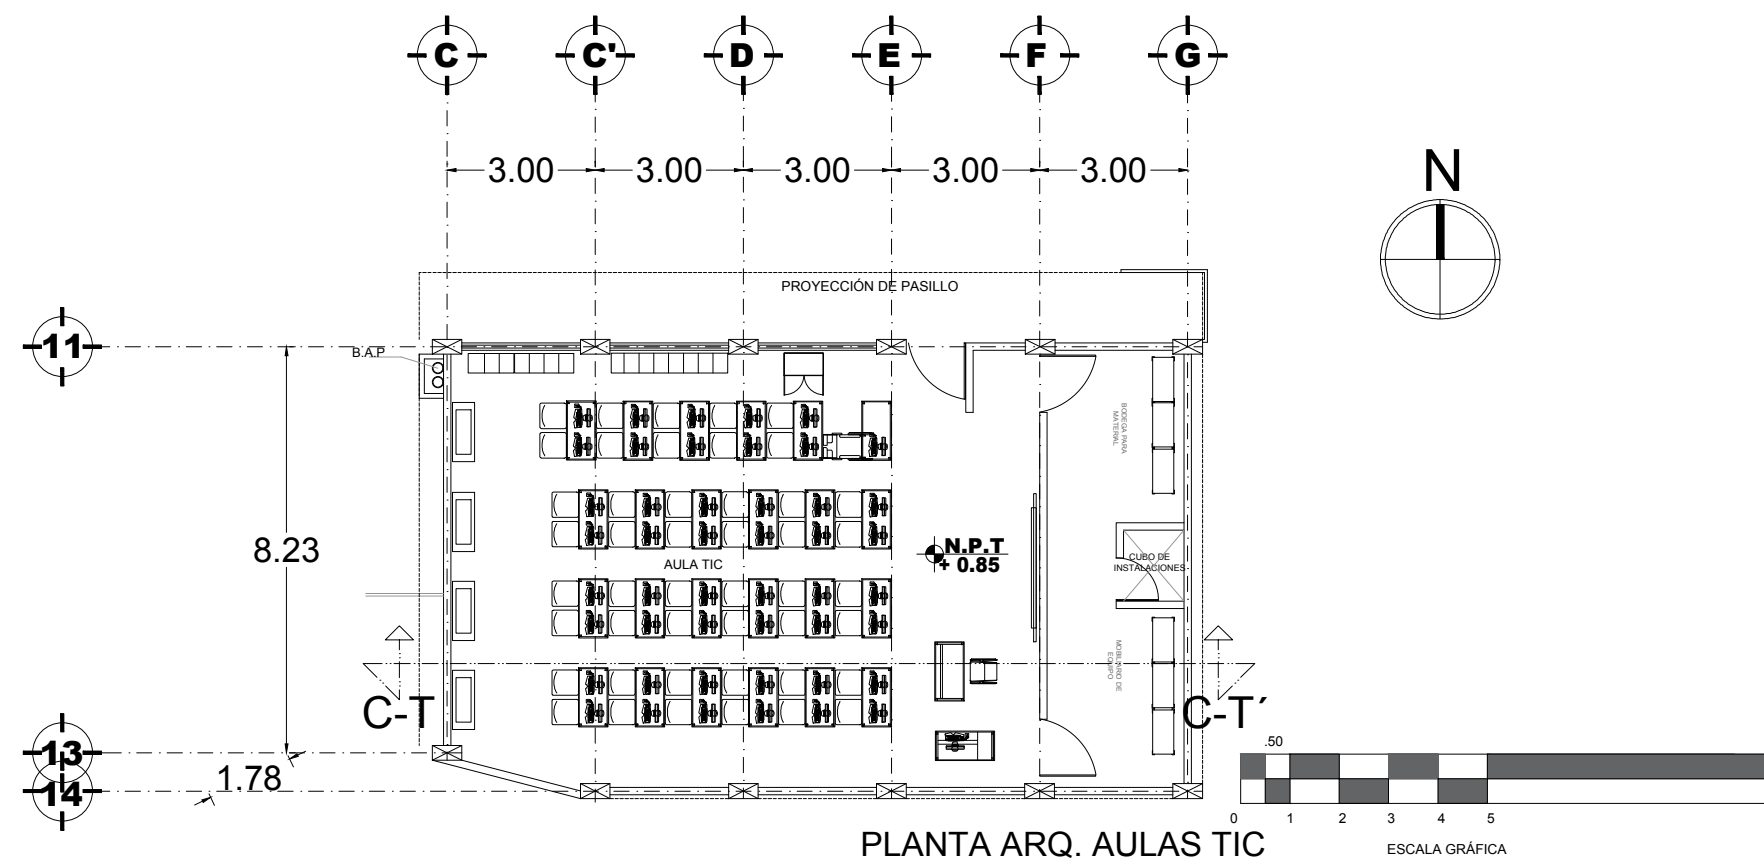 C C' D E F G
3.00 3.00 3.00 3.00 3.00
N
PROYECCIÓN DE PASILLO
11
B.A.P
BODEGA PARA
MATERIAL
8.23
N.P.T
+ 0.85
AULA TIC
CUBO DE
INSTALACIONES
MOBILIARIO DE
EQUIPO
C-T C-T´
13
1.78
14
.50
0 1 2 3 4 5
PLANTA ARQ. AULAS TIC
ESCALA GRÁFICA